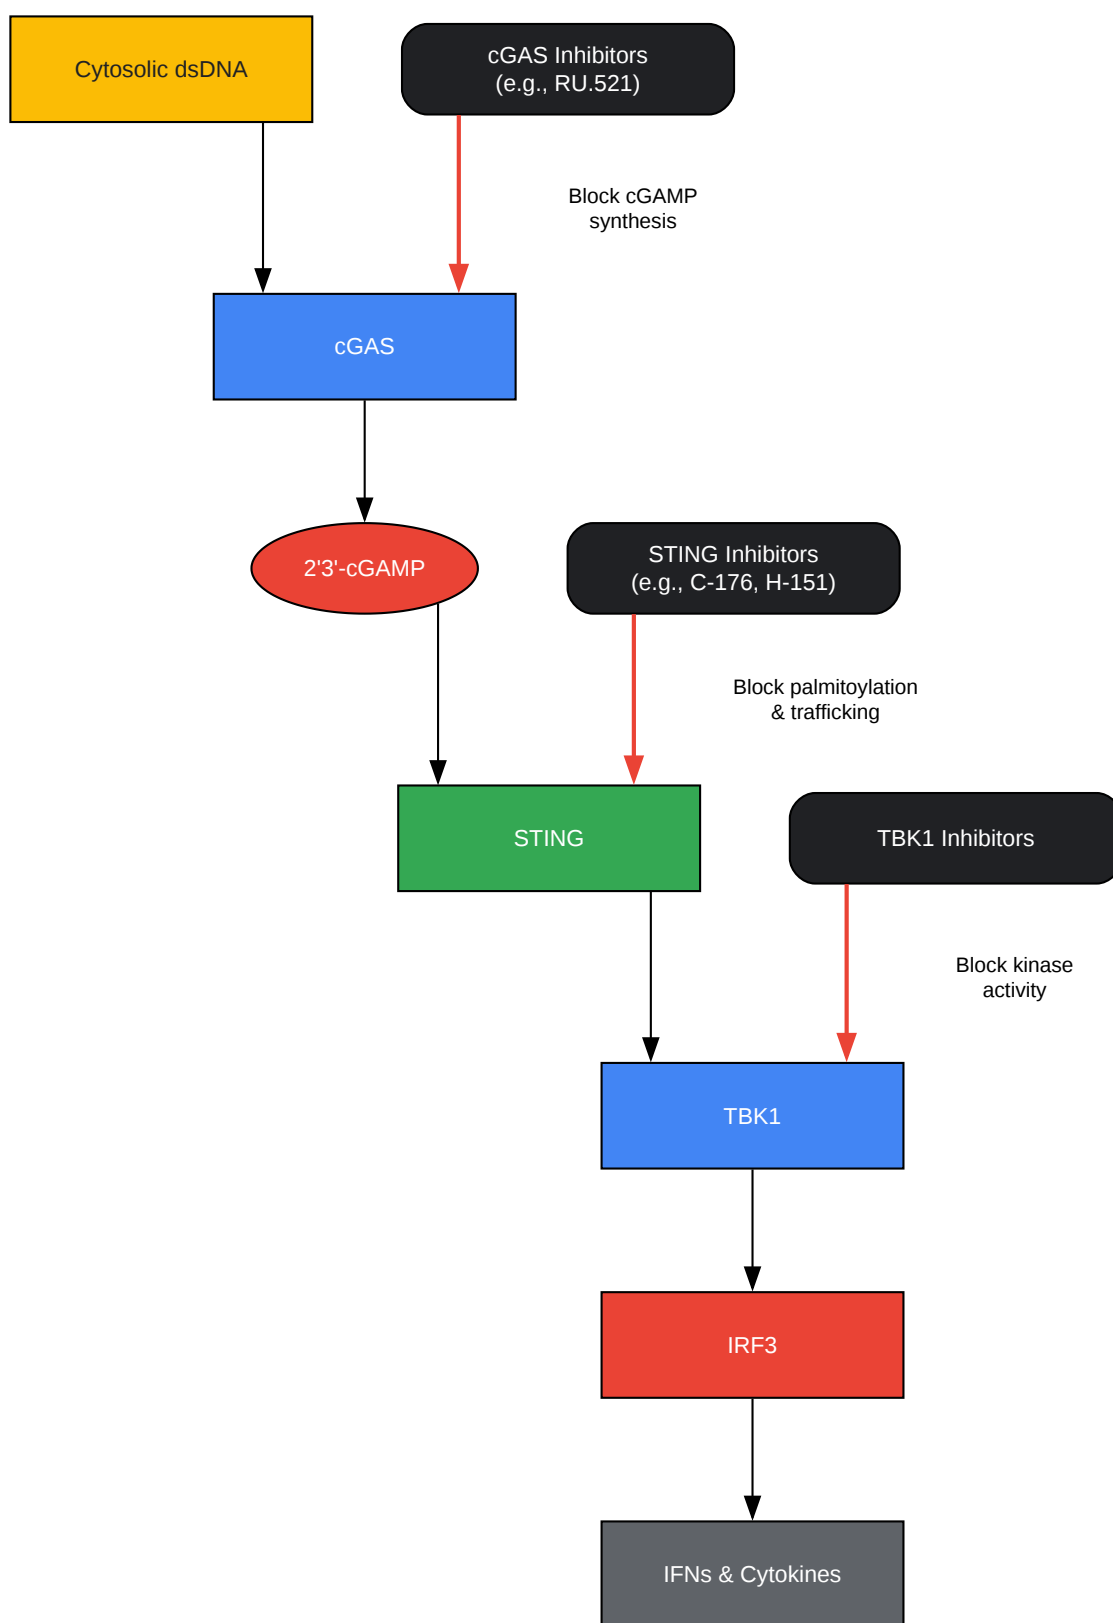 Cytosolic dsDNA
cGAS Inhibitors
(e.g., RU.521)
Block cGAMP
synthesis
cGAS
2'3'-cGAMP
STING Inhibitors
(e.g., C-176, H-151)
Block palmitoylation
& trafficking
STING
TBK1 Inhibitors
Block kinase
activity
TBK1
IRF3
IFNs & Cytokines